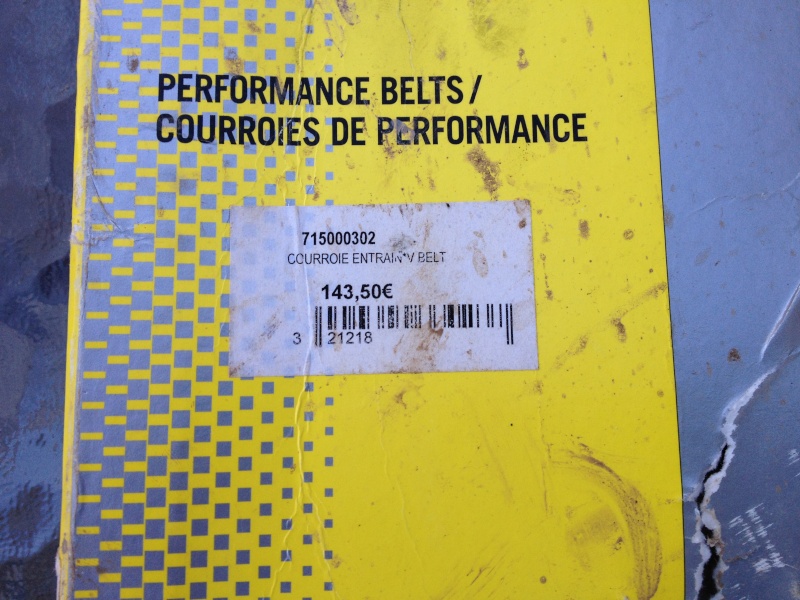 PERFORMANCE BELTS /
COURROIES DE PERFORMANCE
715000302
COURROIE ENTRAIN*V BELT
143,50€
3 21218